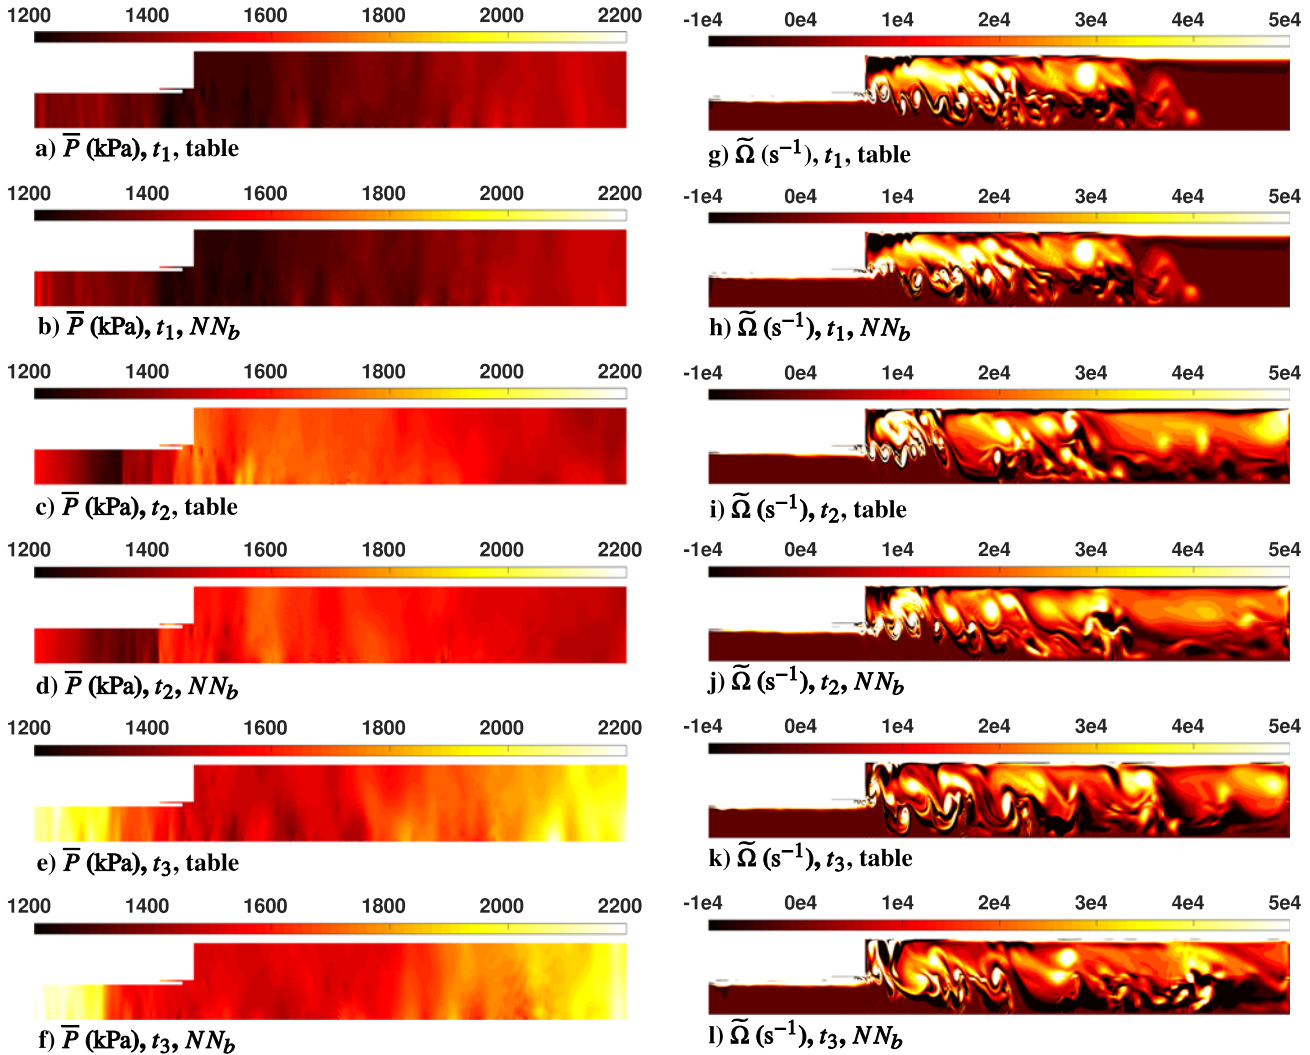 1200 1400 1600 1800 2000 2200
a) P̅ (kPa), t₁, table
1200 1400 1600 1800 2000 2200
b) P̅ (kPa), t₁, NN_b
1200 1400 1600 1800 2000 2200
c) P̅ (kPa), t₂, table
1200 1400 1600 1800 2000 2200
d) P̅ (kPa), t₂, NN_b
1200 1400 1600 1800 2000 2200
e) P̅ (kPa), t₃, table
1200 1400 1600 1800 2000 2200
f) P̅ (kPa), t₃, NN_b
-1e4 0e4 1e4 2e4 3e4 4e4 5e4
g) Ω̃ (s⁻¹), t₁, table
-1e4 0e4 1e4 2e4 3e4 4e4 5e4
h) Ω̃ (s⁻¹), t₁, NN_b
-1e4 0e4 1e4 2e4 3e4 4e4 5e4
i) Ω̃ (s⁻¹), t₂, table
-1e4 0e4 1e4 2e4 3e4 4e4 5e4
j) Ω̃ (s⁻¹), t₂, NN_b
-1e4 0e4 1e4 2e4 3e4 4e4 5e4
k) Ω̃ (s⁻¹), t₃, table
-1e4 0e4 1e4 2e4 3e4 4e4 5e4
l) Ω̃ (s⁻¹), t₃, NN_b